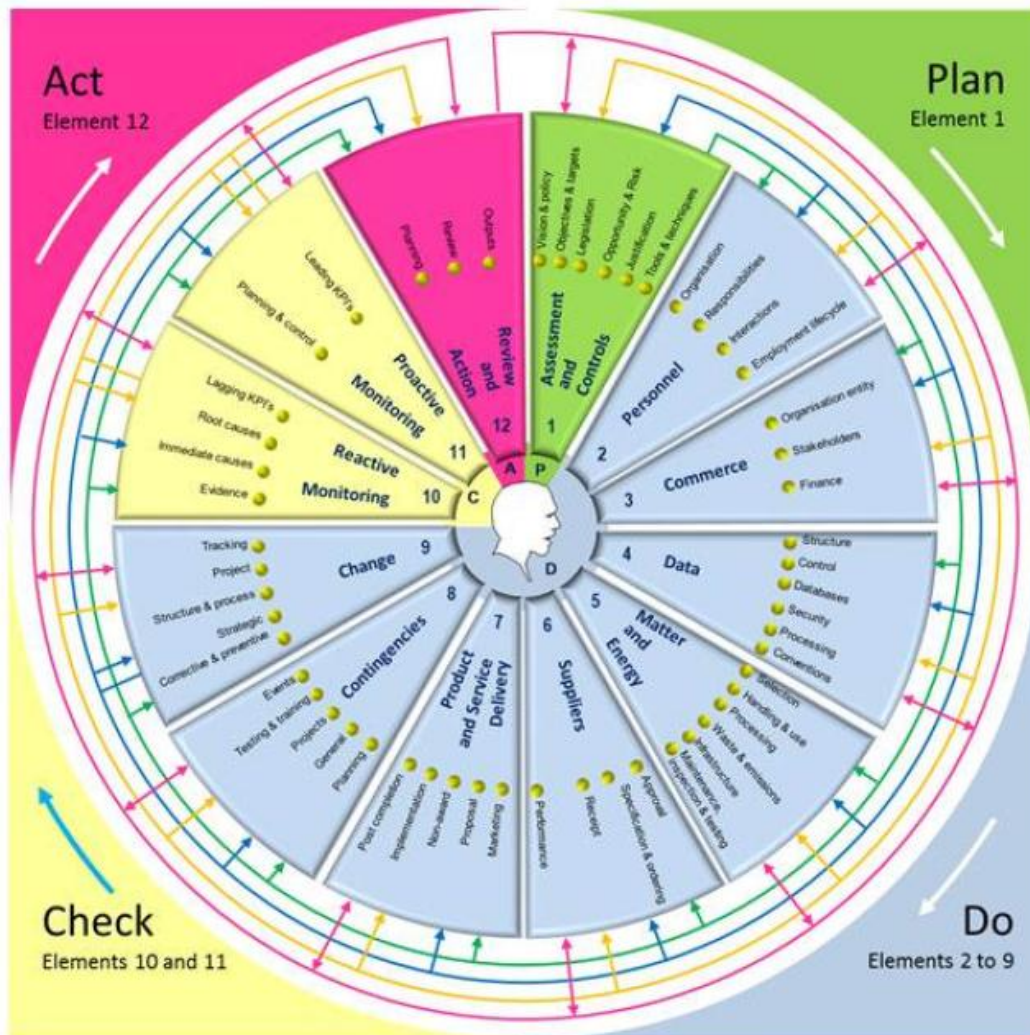 Act
Element 12
Plan
Element 1
Check
Elements 10 and 11
Do
Elements 2 to 9
A
P
C
D
Vision & policy
Objectives & targets
Legislation
Opportunity & Risk
Justification
Tools & techniques
Assessment
and
Controls
1
Organisation
Responsibilities
Interactions
Employment lifecycle
Personnel
2
Organisation entity
Stakeholders
Finance
Commerce
3
Structure
Control
Databases
Security
Processing
Conventions
Data
4
Selection
Handling & use
Processing
Waste & emissions
Infrastructure
Maintenance,
inspection & testing
Matter
and
Energy
5
Approval
Specification & ordering
Receipt
Performance
Suppliers
6
Marketing
Proposal
Non-award
Implementation
Post completion
Product
and Service
Delivery
7
Planning
General
Projects
Testing & training
Events
Contingencies
8
Corrective & preventive
Strategic
Structure & process
Project
Tracking
Change
9
Evidence
Immediate causes
Root causes
Lagging KPI's
Reactive
Monitoring
10
Planning & control
Leading KPI's
Proactive
Monitoring
11
Planning
Review
Outputs
Review
and
Action
12